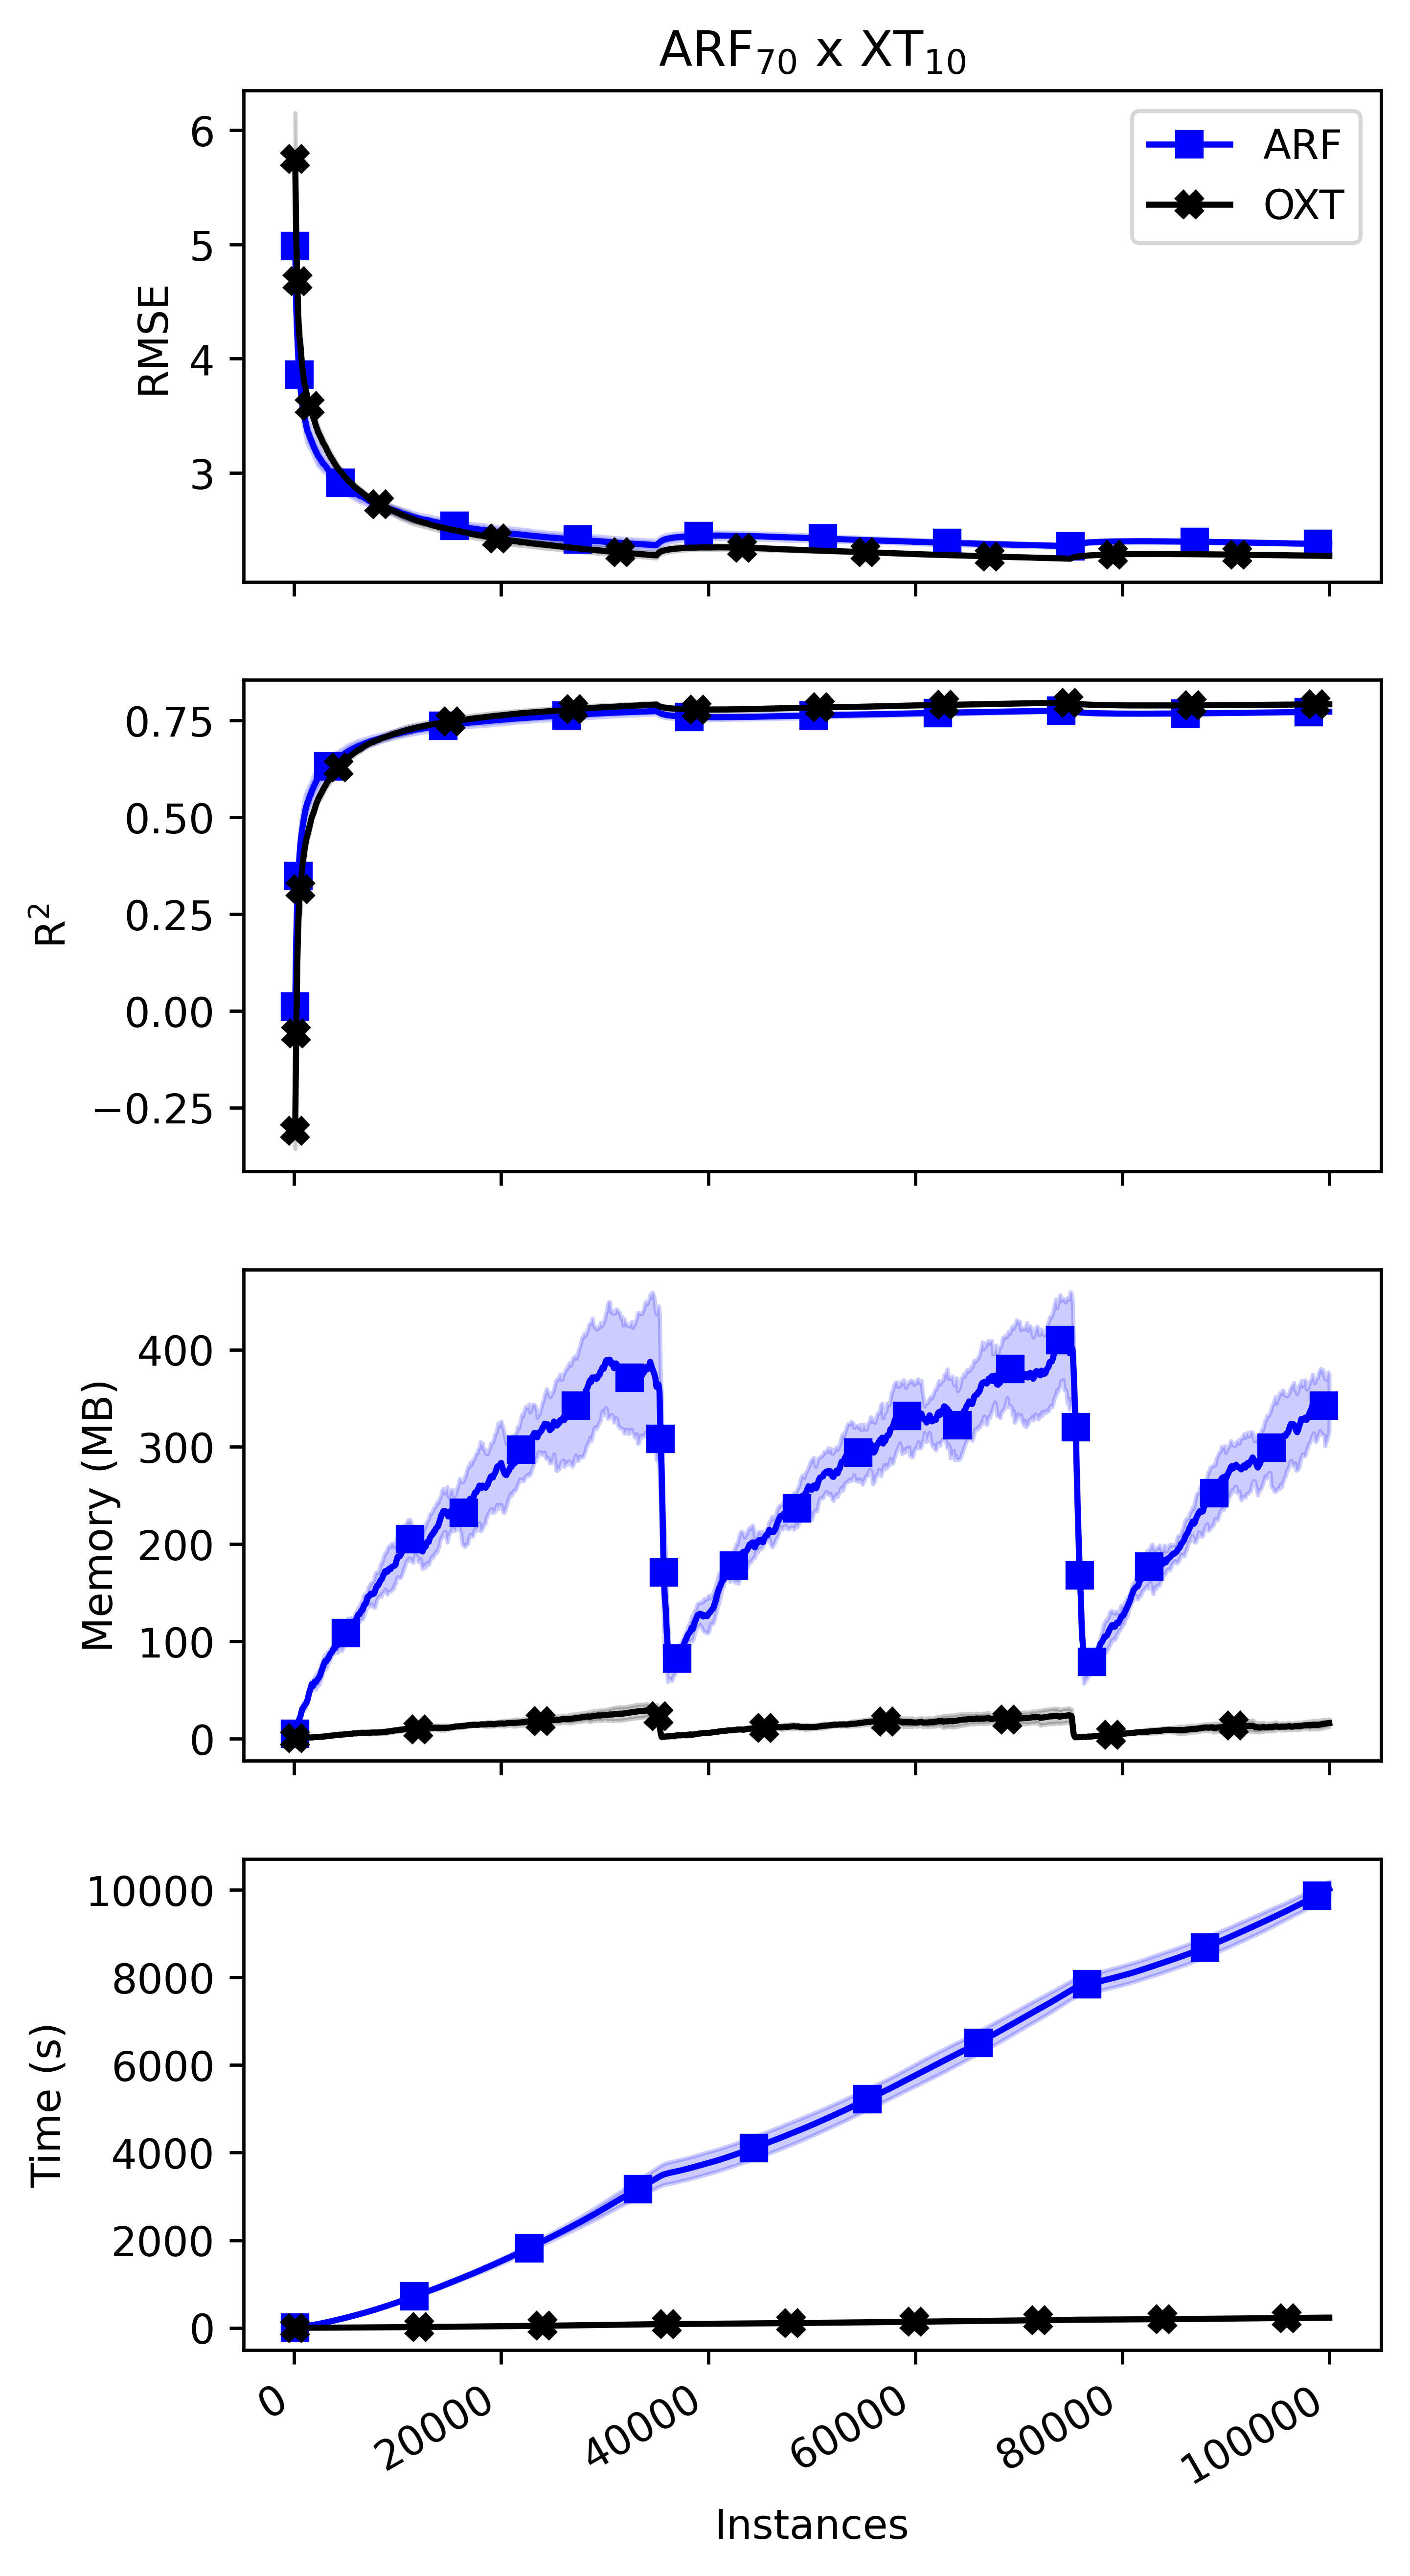 ARF₇₀ x XT₁₀
6
5
4
3
RMSE
ARF
OXT
0.75
0.50
0.25
0.00
−0.25
R²
400
300
200
100
0
Memory (MB)
10000
8000
6000
4000
2000
0
Time (s)
0 20000 40000 60000 80000 100000
Instances